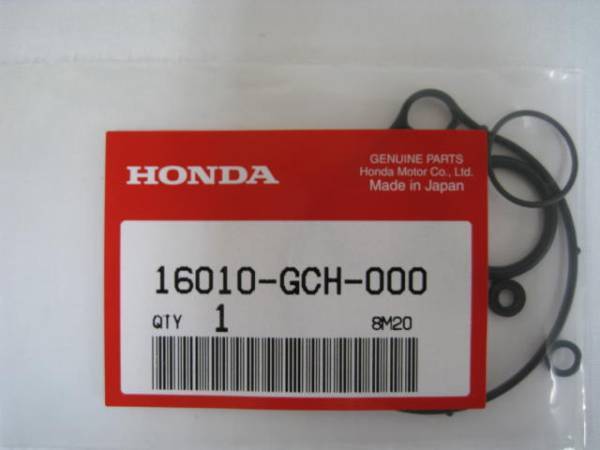 HONDA
GENUINE PARTS
Honda Motor Co., Ltd.
Made in Japan
16010-GCH-000
QTY 1 8M20